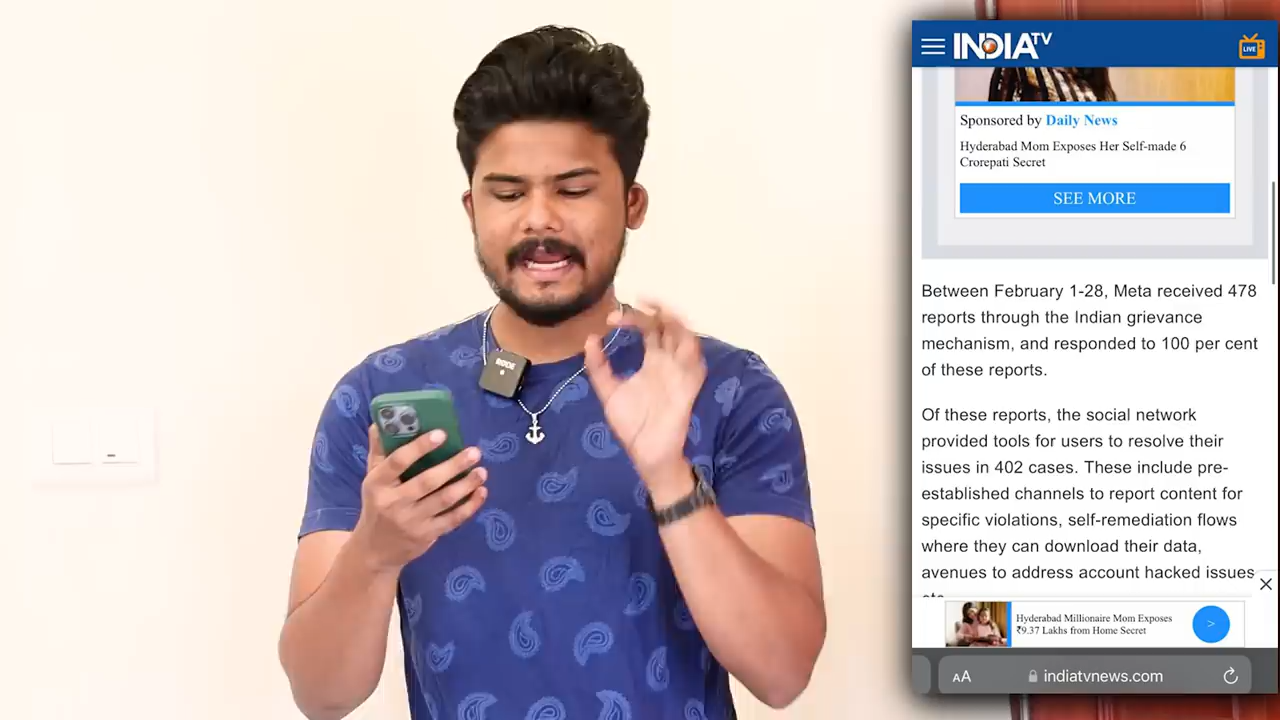 RODE
INDIA TV
LIVE
Sponsored by Daily News
Hyderabad Mom Exposes Her Self-made 6
Crorepati Secret
SEE MORE
Between February 1-28, Meta received 478
reports through the Indian grievance
mechanism, and responded to 100 per cent
of these reports.
Of these reports, the social network
provided tools for users to resolve their
issues in 402 cases. These include pre-
established channels to report content for
specific violations, self-remediation flows
where they can download their data,
avenues to address account hacked issues
etc.
Hyderabad Millionaire Mom Exposes
₹9.37 Lakhs from Home Secret
>
AA
indiatvnews.com